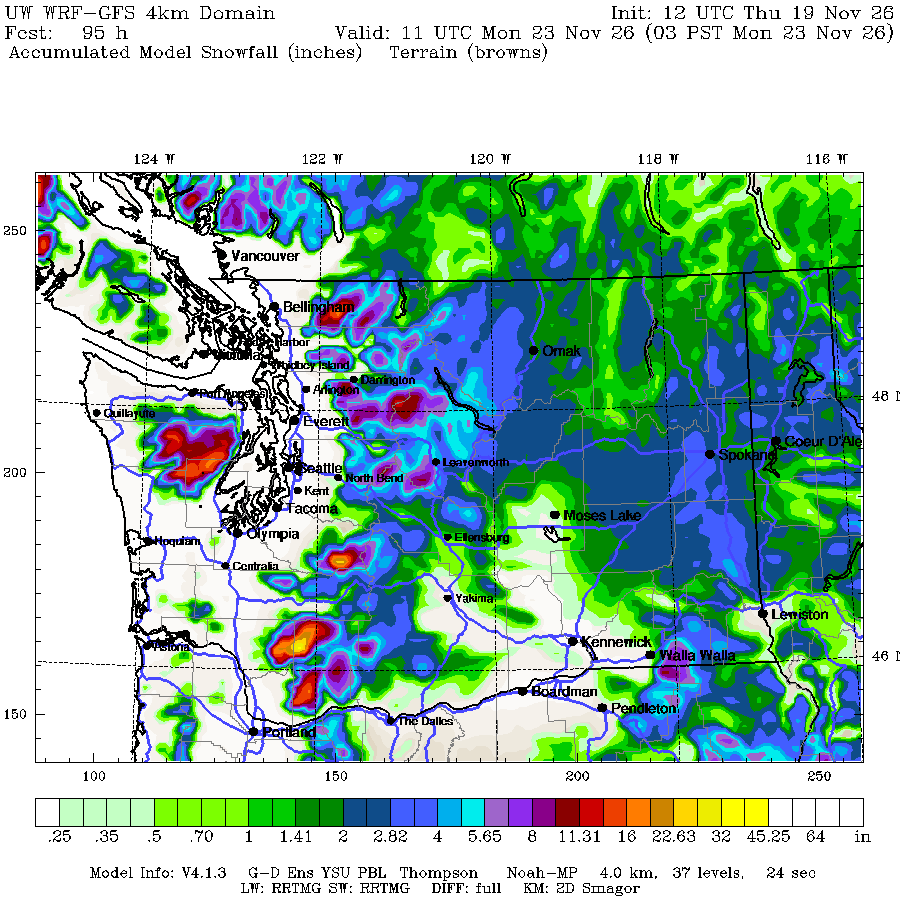 UW WRF-GFS 4km Domain Init: 12 UTC Thu 19 Nov 26
Fcst: 95 h Valid: 11 UTC Mon 23 Nov 26 (03 PST Mon 23 Nov 26)
Accumulated Model Snowfall (inches) Terrain (browns)
124 W 122 W 120 W 118 W 116 W
250
Vancouver
Bellingham
Harbor
Victoria
Whidbey Island
Omak
Darrington
Port Angeles
Arlington
48 N
Quillayute
Everett
Coeur D'Ale
Spokane
Leavenworth
200
Seattle
North Bend
Kent
Tacoma
Moses Lake
Olympia
Ellensburg
Hoquiam
Centralia
Yakima
Lewiston
Kennewick
Astoria
Walla Walla
46 N
Boardman
Pendleton
150
The Dalles
Portland
100 150 200 250
.25 .35 .5 .70 1 1.41 2 2.82 4 5.65 8 11.31 16 22.63 32 45.25 64 in
Model Info: V4.1.3 G-D Ens YSU PBL Thompson Noah-MP 4.0 km, 37 levels, 24 sec
LW: RRTMG SW: RRTMG DIFF: full KM: 2D Smagor